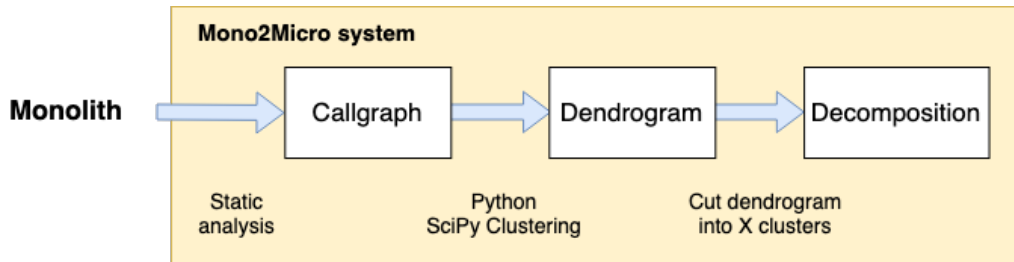 Mono2Micro system
Monolith
Callgraph
Dendrogram
Decomposition
Static
analysis
Python
SciPy Clustering
Cut dendrogram
into X clusters